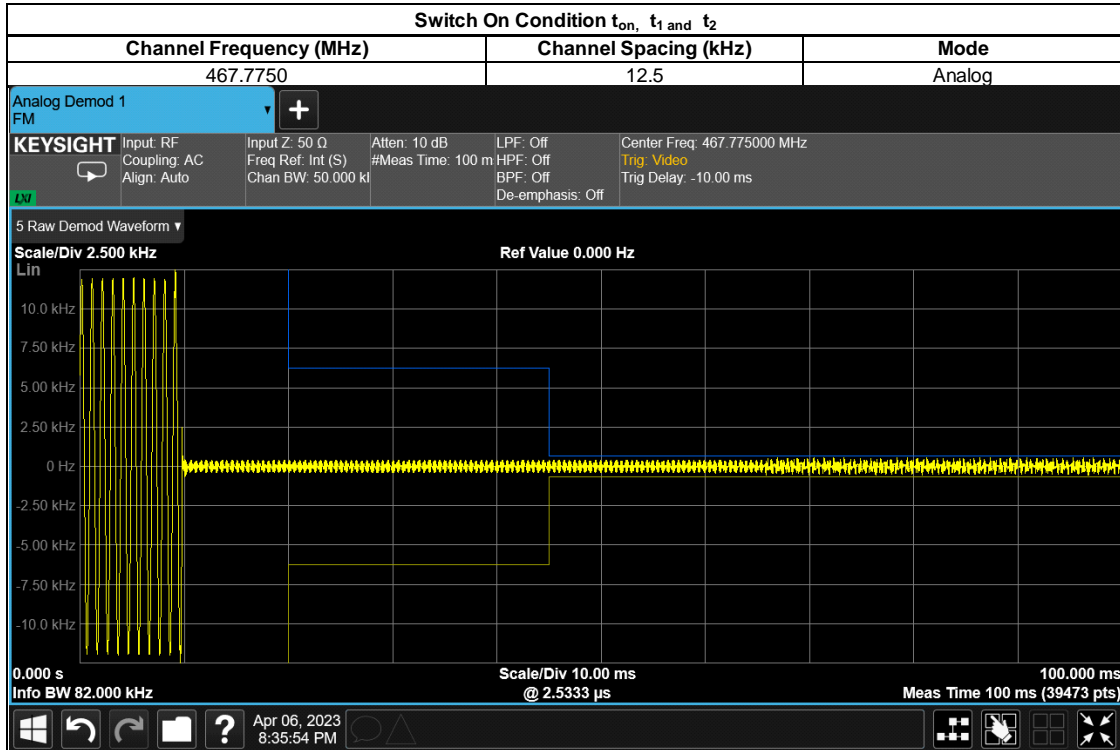 Switch On Condition ton, t1 and t2
Channel Frequency (MHz) Channel Spacing (kHz) Mode
467.7750 12.5 Analog
Analog Demod 1
FM
+
KEYSIGHT Input: RF Input Z: 50 Ω Atten: 10 dB LPF: Off Center Freq: 467.775000 MHz
Coupling: AC Freq Ref: Int (S) #Meas Time: 100 m HPF: Off Trig: Video
Align: Auto Chan BW: 50.000 k BPF: Off Trig Delay: -10.00 ms
LXI De-emphasis: Off
5 Raw Demod Waveform
Scale/Div 2.500 kHz Ref Value 0.000 Hz
Lin
10.0 kHz
7.50 kHz
5.00 kHz
2.50 kHz
0 Hz
-2.50 kHz
-5.00 kHz
-7.50 kHz
-10.0 kHz
0.000 s Scale/Div 10.00 ms 100.000 ms
Info BW 82.000 kHz @ 2.5333 µs Meas Time 100 ms (39473 pts)
? Apr 06, 2023
8:35:54 PM